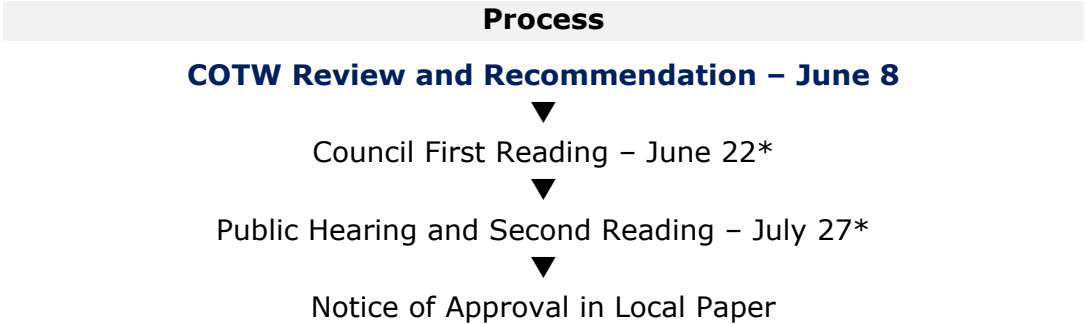 Process
COTW Review and Recommendation – June 8
Council First Reading – June 22*
Public Hearing and Second Reading – July 27*
Notice of Approval in Local Paper